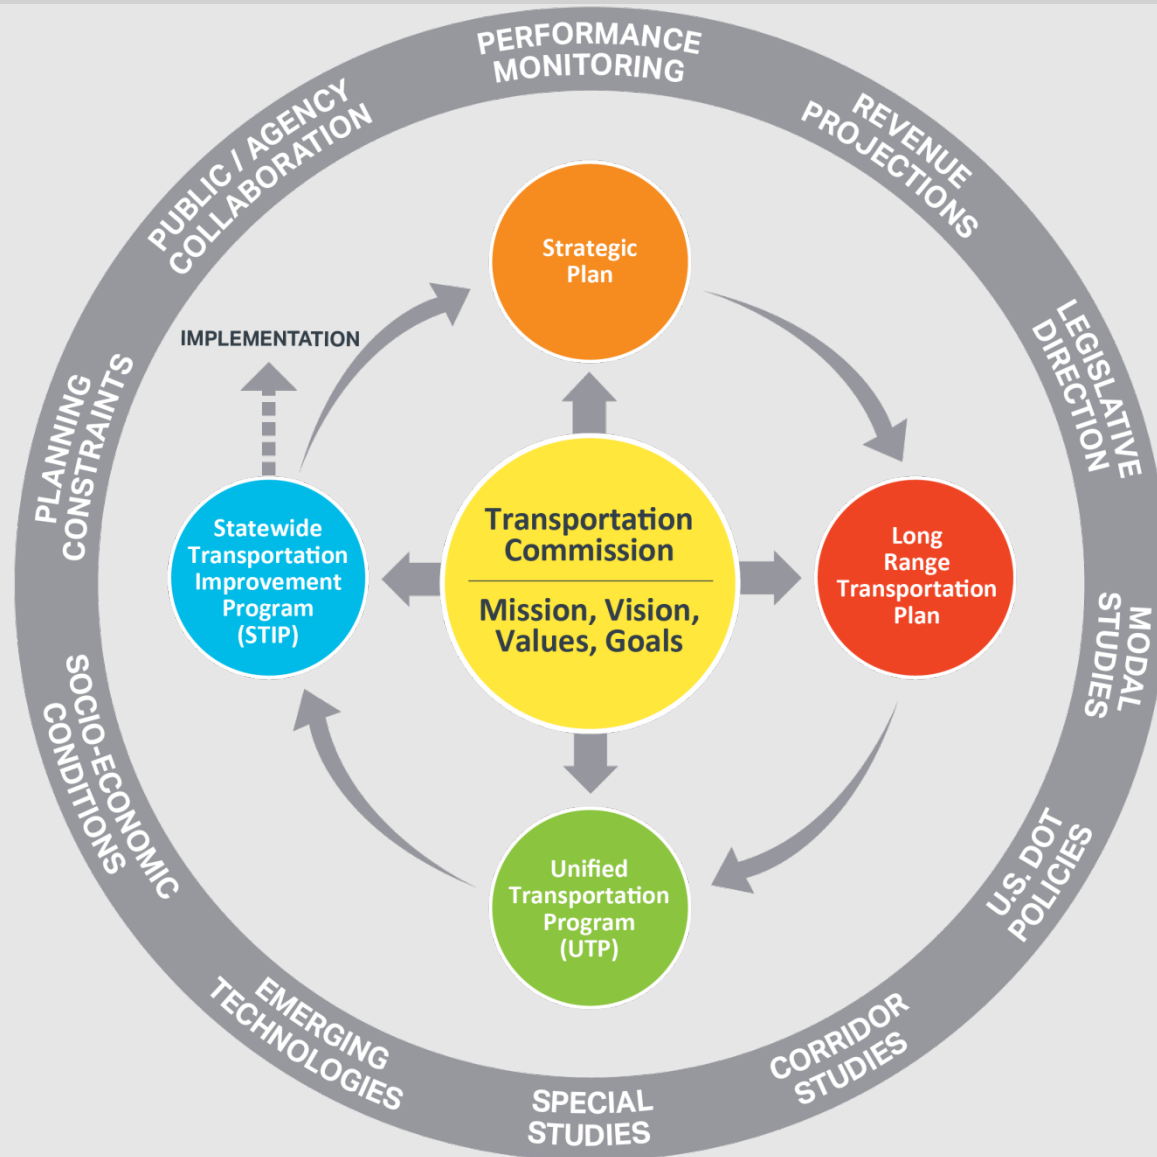 PERFORMANCE
MONITORING
REVENUE
PROJECTIONS
LEGISLATIVE
DIRECTION
MODAL
STUDIES
U.S. DOT
POLICIES
CORRIDOR
STUDIES
SPECIAL
STUDIES
EMERGING
TECHNOLOGIES
SOCIO-ECONOMIC
CONDITIONS
PLANNING
CONSTRAINTS
PUBLIC / AGENCY
COLLABORATION
Strategic
Plan
IMPLEMENTATION
Statewide
Transportation
Improvement
Program
(STIP)
Transportation
Commission
Mission, Vision,
Values, Goals
Long
Range
Transportation
Plan
Unified
Transportation
Program
(UTP)